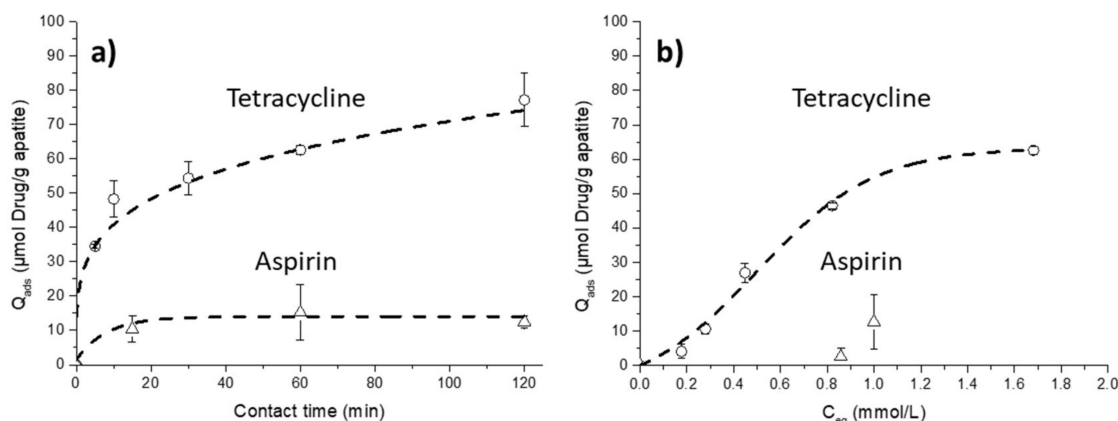 a)
Tetracycline
Aspirin
100
90
80
70
60
50
40
30
20
10
0
Qads (µmol Drug/g apatite)
0 20 40 60 80 100 120
Contact time (min)
b)
Tetracycline
Aspirin
100
90
80
70
60
50
40
30
20
10
0
Qads (µmol Drug/g apatite)
0.0 0.2 0.4 0.6 0.8 1.0 1.2 1.4 1.6 1.8 2.0
Ceq (mmol/L)